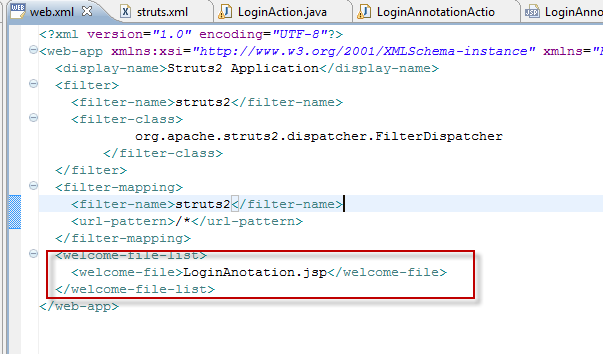 web.xml struts.xml LoginAction.java LoginAnnotationActio LoginAnno
<?xml version="1.0" encoding="UTF-8"?>
<web-app xmlns:xsi="http://www.w3.org/2001/XMLSchema-instance" xmlns="
<display-name>Struts2 Application</display-name>
<filter>
<filter-name>struts2</filter-name>
<filter-class>
org.apache.struts2.dispatcher.FilterDispatcher
</filter-class>
</filter>
<filter-mapping>
<filter-name>struts2</filter-name>
<url-pattern>/*</url-pattern>
</filter-mapping>
<welcome-file-list>
<welcome-file>LoginAnotation.jsp</welcome-file>
</welcome-file-list>
</web-app>